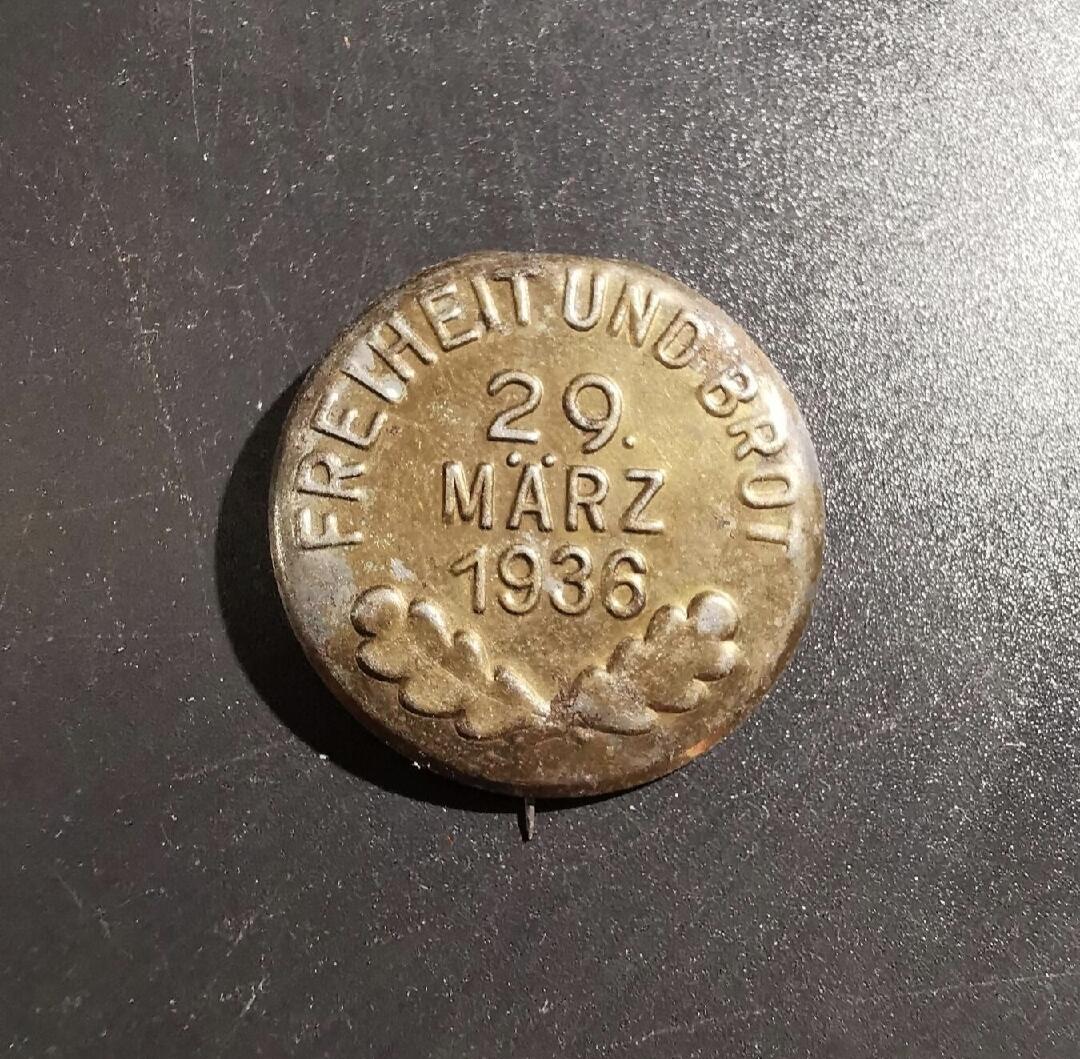 FREIHEIT UND BROT
29.
MÄRZ
1936